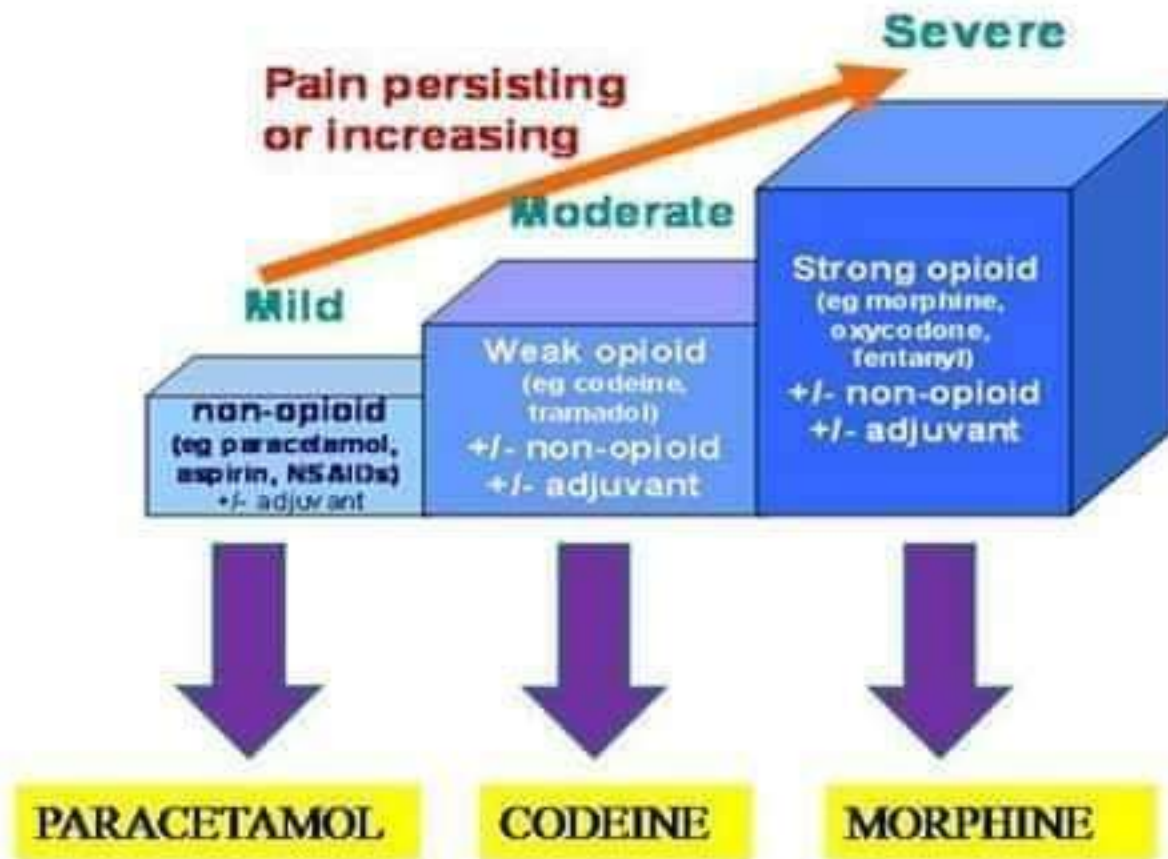 Severe
Pain persisting
or increasing
Moderate
Mild
Strong opioid
(eg morphine,
oxycodone,
fentanyl)
+/- non-opioid
+/- adjuvant
Weak opioid
(eg codeine,
tramadol)
+/- non-opioid
+/- adjuvant
non-opioid
(eg paracetamol,
aspirin, NSAIDs)
+/- adjuvant
PARACETAMOL
CODEINE
MORPHINE